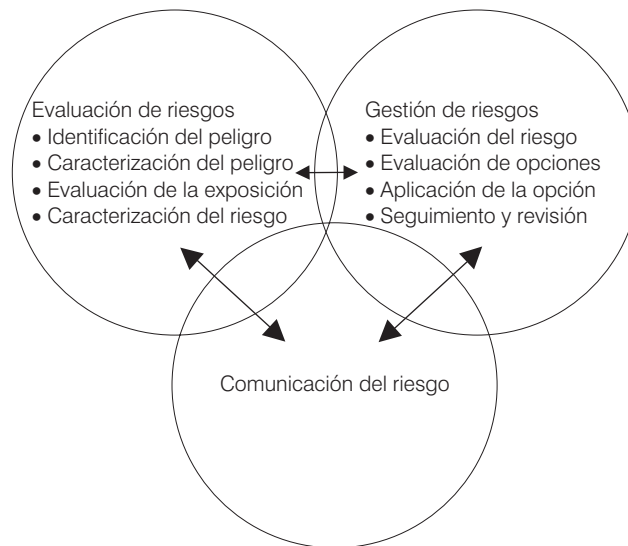 Evaluación de riesgos
• Identificación del peligro
• Caracterización del peligro
• Evaluación de la exposición
• Caracterización del riesgo
Gestión de riesgos
• Evaluación del riesgo
• Evaluación de opciones
• Aplicación de la opción
• Seguimiento y revisión
Comunicación del riesgo